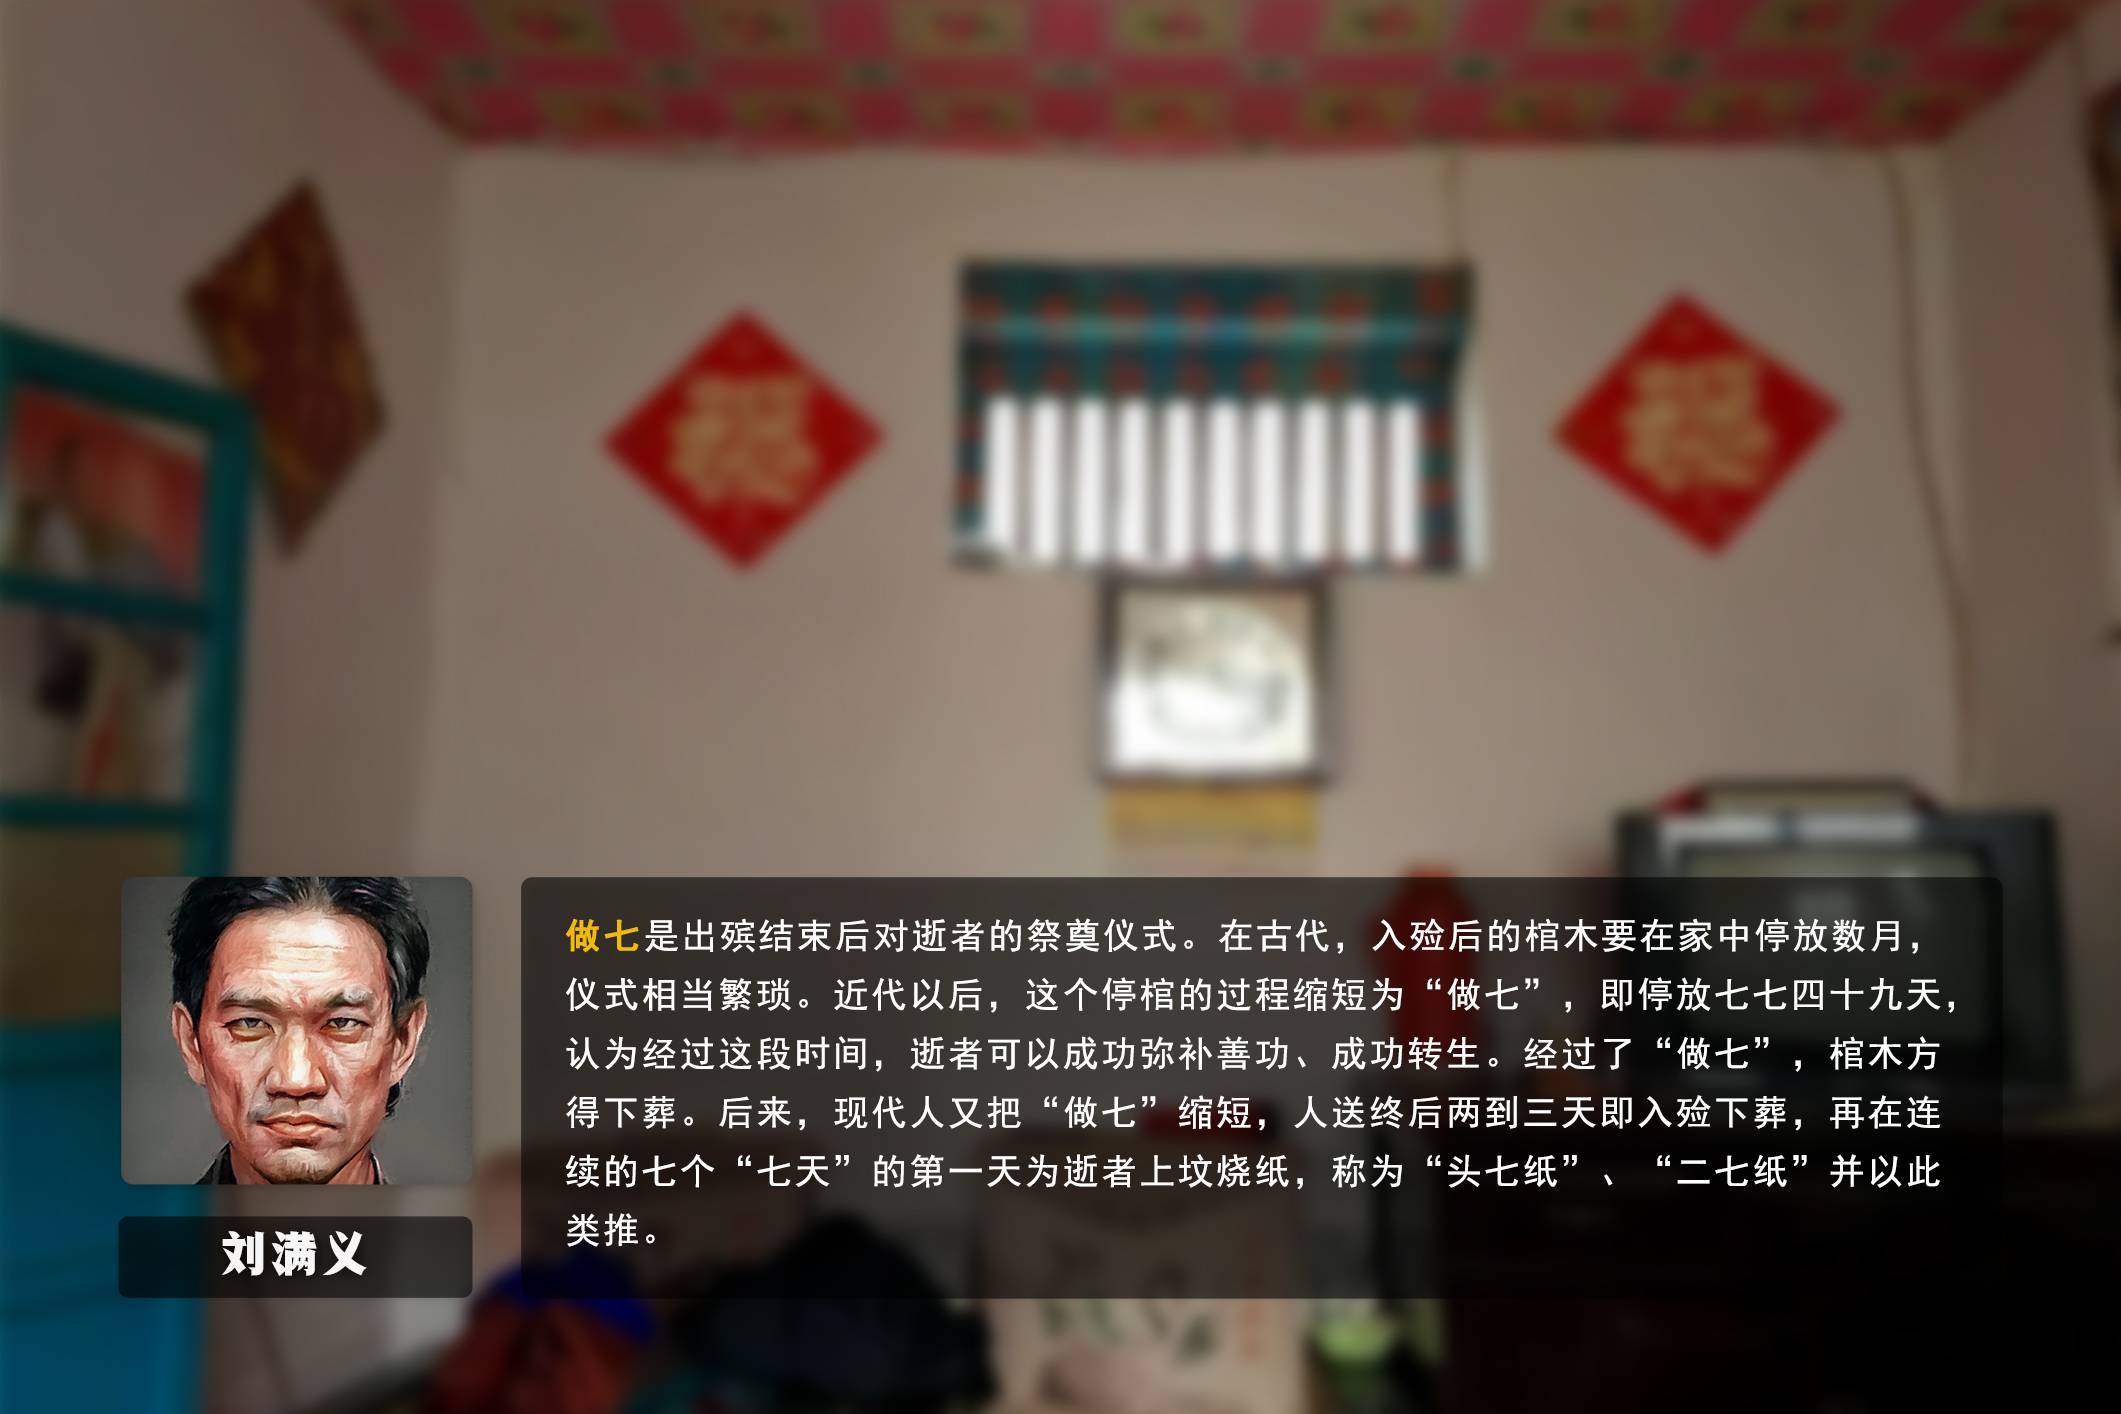 做七是出殡结束后对逝者的祭奠仪式。在古代，入殓后的棺木要在家中停放数月，
仪式相当繁琐。近代以后，这个停棺的过程缩短为“做七”，即停放七七四十九天，
认为经过这段时间，逝者可以成功弥补善功、成功转生。经过了“做七”，棺木方
得下葬。后来，现代人又把“做七”缩短，人送终后两到三天即入殓下葬，再在连
续的七个“七天”的第一天为逝者上坟烧纸，称为“头七纸”、“二七纸”并以此
类推。
刘满义